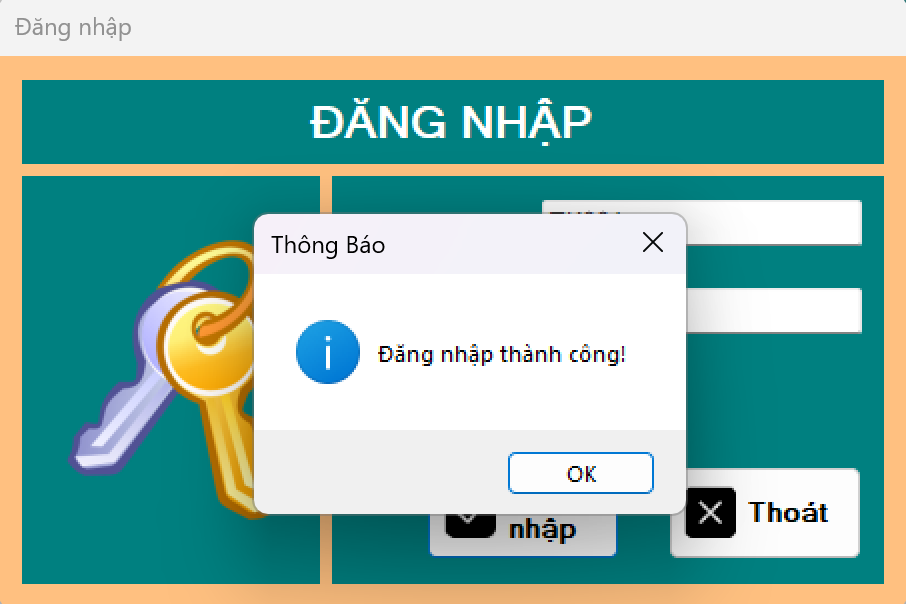 Đăng nhập
ĐĂNG NHẬP
Thông Báo
Đăng nhập thành công!
OK
nhập
Thoát